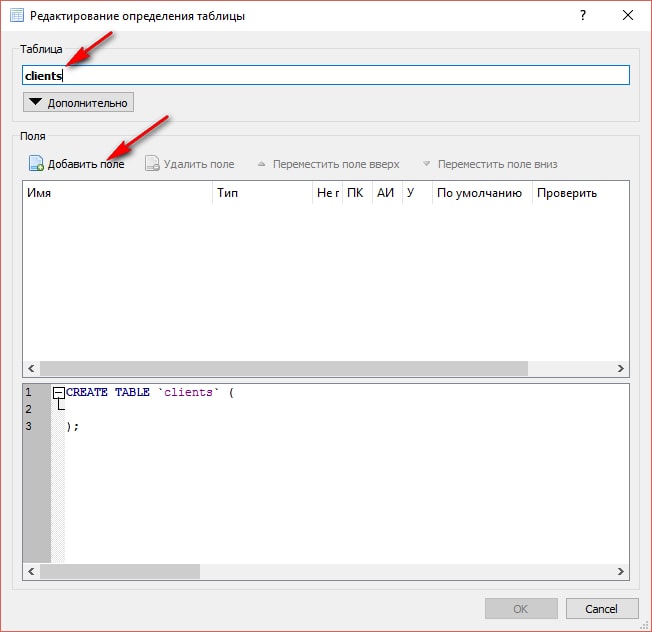 Редактирование определения таблицы ?
Таблица
clients
Дополнительно
Поля
Добавить поле Удалить поле Переместить поле вверх Переместить поле вниз
Имя Тип Не г ПК АИ У По умолчанию Проверить
1 CREATE TABLE `clients` (
2
3 );
OK Cancel